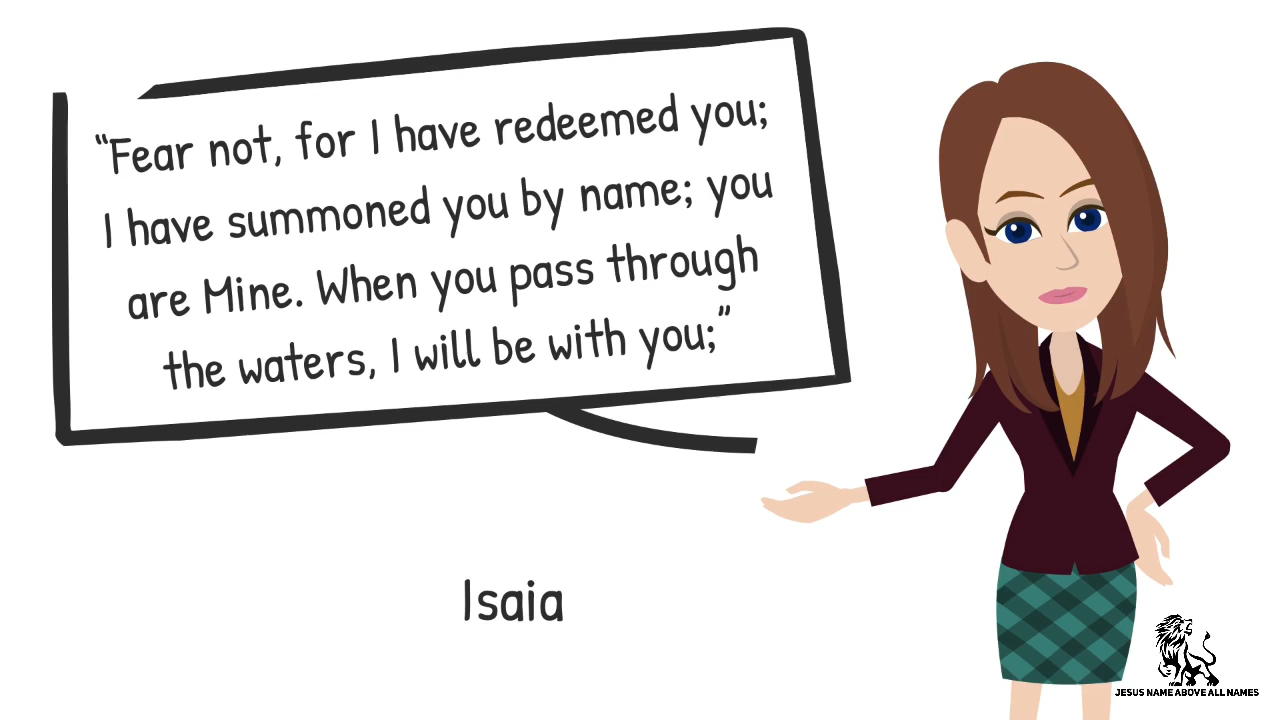 “Fear not, for I have redeemed you;
I have summoned you by name; you
are Mine. When you pass through
the waters, I will be with you;”
Isaia
JESUS NAME ABOVE ALL NAMES